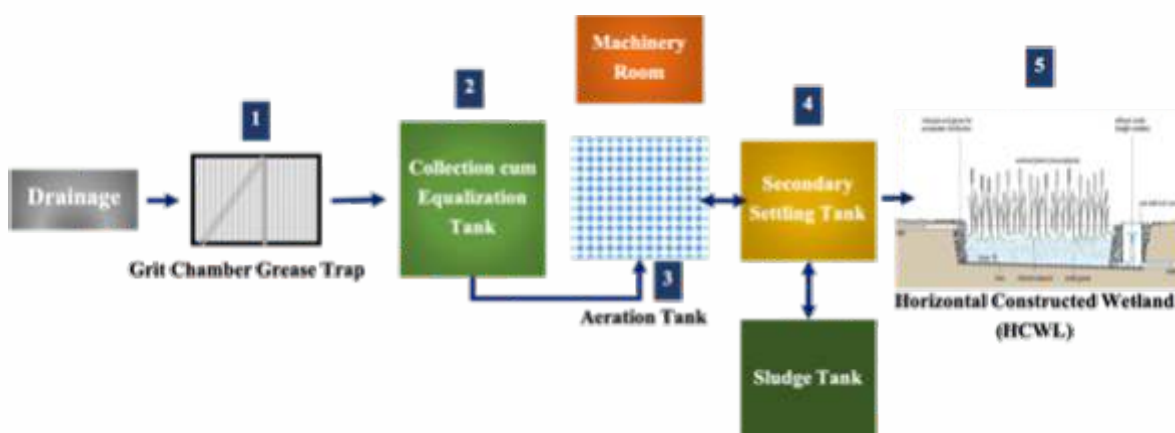 Machinery
Room
5
2
4
1
Collection cum
Equalization
Tank
Secondary
Settling Tank
Drainage
Grit Chamber Grease Trap
3
Aeration Tank
Horizontal Constructed Wetland
(HCWL)
Sludge Tank